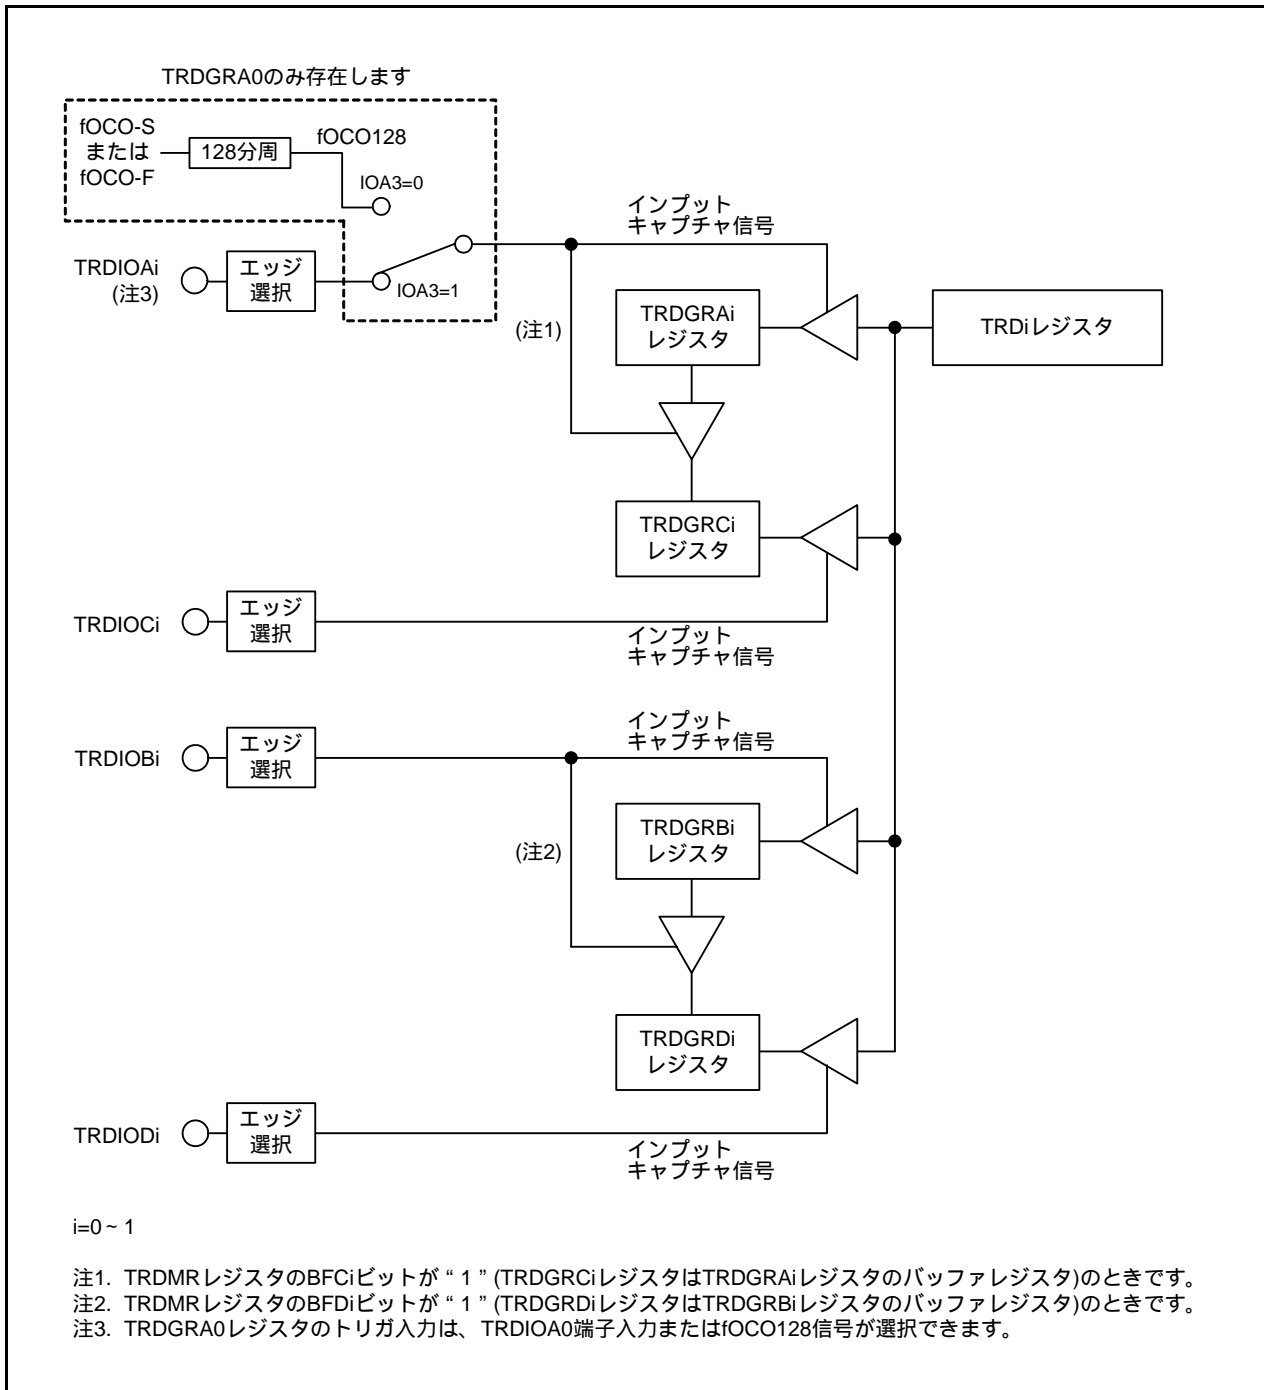 TRDGRA0のみ存在します
fOCO-S
または
fOCO-F
128分周
fOCO128
IOA3=0
TRDIOAi
(注3)
エッジ
選択
IOA3=1
インプット
キャプチャ信号
(注1)
TRDGRAi
レジスタ
TRDiレジスタ
TRDGRCi
レジスタ
TRDIOCi
エッジ
選択
インプット
キャプチャ信号
TRDIOBi
エッジ
選択
インプット
キャプチャ信号
(注2)
TRDGRBi
レジスタ
TRDGRDi
レジスタ
TRDIODi
エッジ
選択
インプット
キャプチャ信号
i=0~1
注1. TRDMRレジスタのBFCiビットが“1”(TRDGRCiレジスタはTRDGRAiレジスタのバッファレジスタ)のときです。
注2. TRDMRレジスタのBFDiビットが“1”(TRDGRDiレジスタはTRDGRBiレジスタのバッファレジスタ)のときです。
注3. TRDGRA0レジスタのトリガ入力は、TRDIOA0端子入力またはfOCO128信号が選択できます。